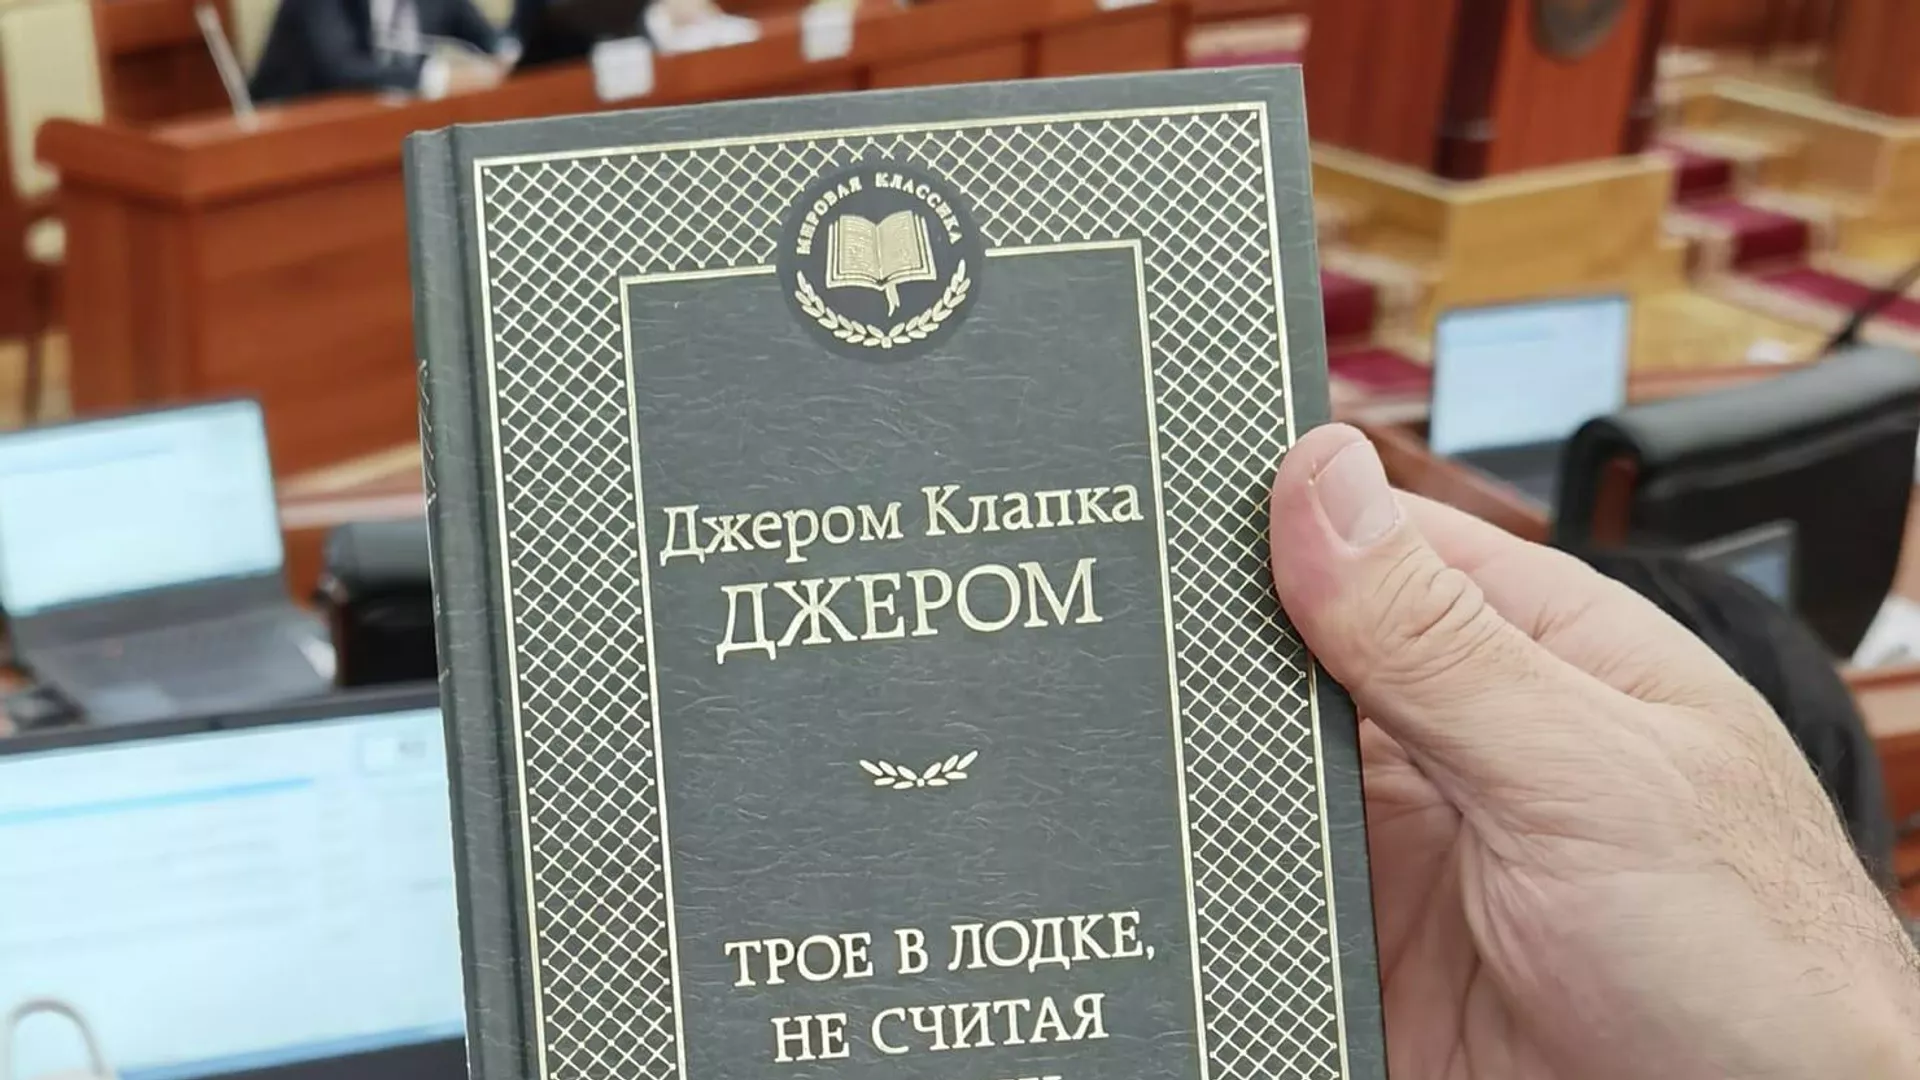 МИРОВАЯ КЛАССИКА
Джером Клапка
ДЖЕРОМ
ТРОЕ В ЛОДКЕ,
НЕ СЧИТАЯ